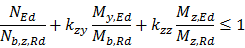 N_Ed / N_b,z,Rd + k_zy M_y,Ed / M_b,Rd + k_zz M_z,Ed / M_z,Rd ≤ 1